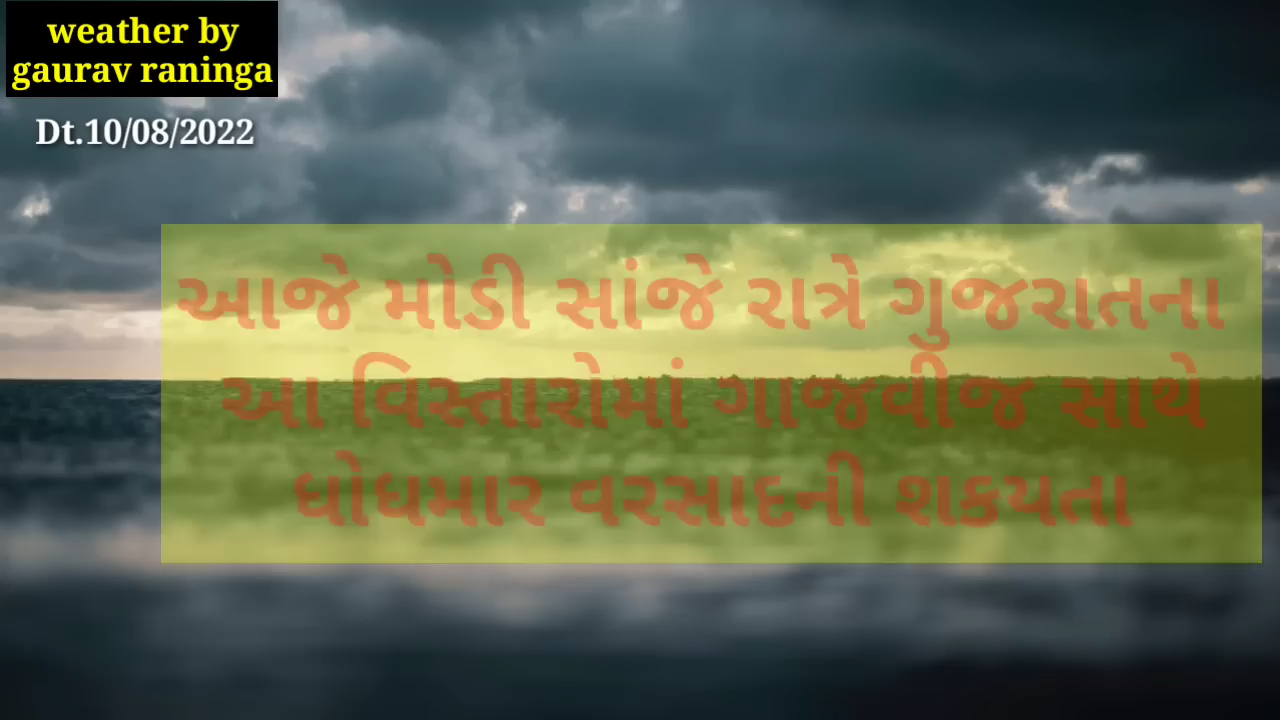 weather by
gaurav raninga
Dt.10/08/2022
આજે મોડી સાંજે રાત્રે ગુજરાતના
આ વિસ્તારોમાં ગાજવીજ સાથે
ધોધમાર વરસાદની શકયતા